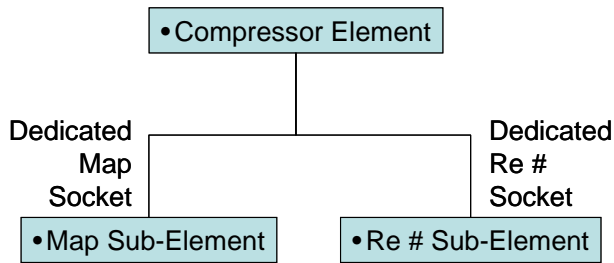 •Compressor Element
Dedicated
Map
Socket
Dedicated
Re #
Socket
•Map Sub-Element
•Re # Sub-Element